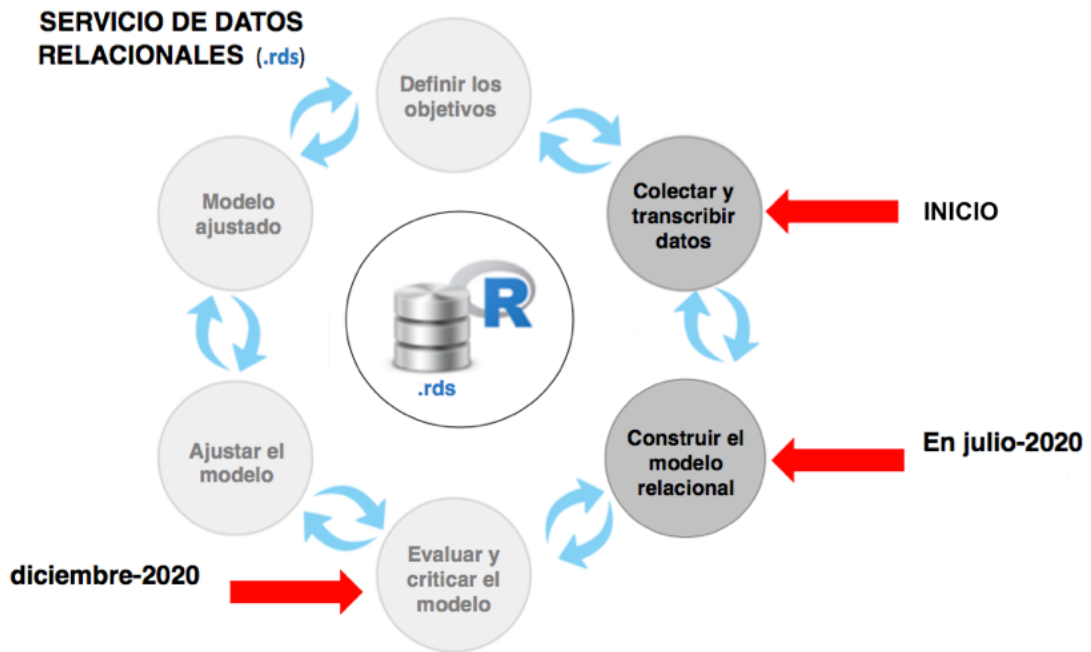 SERVICIO DE DATOS
RELACIONALES (.rds)
Definir los
objetivos
Colectar y
transcribir
datos
INICIO
Modelo
ajustado
R
.rds
Construir el
modelo
relacional
En julio-2020
Ajustar el
modelo
Evaluar y
criticar el
modelo
diciembre-2020